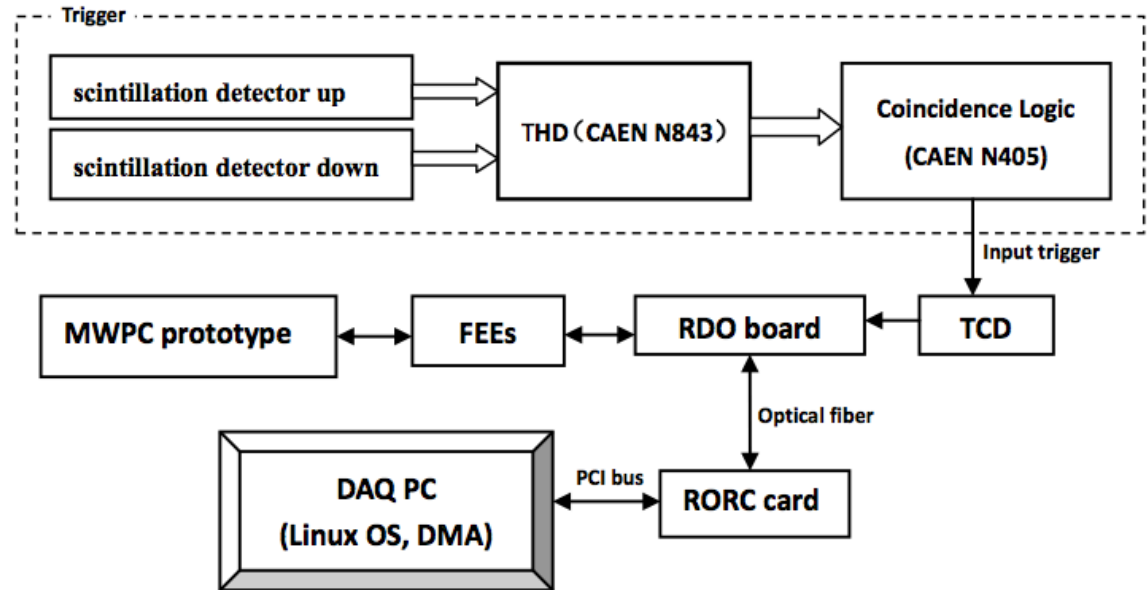 Trigger
scintillation detector up
scintillation detector down
THD（CAEN N843）
Coincidence Logic
(CAEN N405)
Input trigger
MWPC prototype
FEEs
RDO board
TCD
Optical fiber
DAQ PC
(Linux OS, DMA)
PCI bus
RORC card